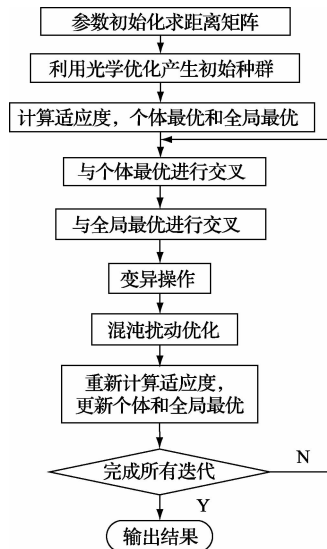 参数初始化求距离矩阵
利用光学优化产生初始种群
计算适应度，个体最优和全局最优
与个体最优进行交叉
与全局最优进行交叉
变异操作
混沌扰动优化
重新计算适应度，
更新个体和全局最优
完成所有迭代
N
Y
输出结果